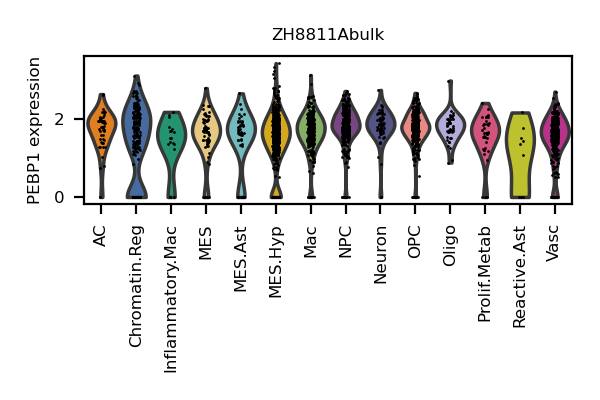 ZH8811Abulk
PEBP1 expression
2
0
AC
Chromatin.Reg
Inflammatory.Mac
MES
MES.Ast
MES.Hyp
Mac
NPC
Neuron
OPC
Oligo
Prolif.Metab
Reactive.Ast
Vasc